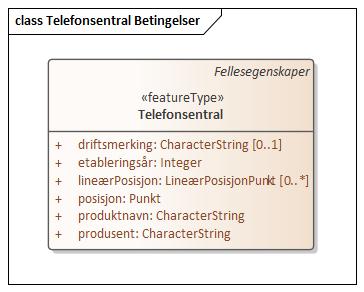 class Telefonsentral Betingelser
Fellesegenskaper
«featureType»
Telefonsentral
+ driftsmerking: CharacterString [0..1]
+ etableringsår: Integer
+ lineærPosisjon: LineærPosisjonPunkt [0..*]
+ posisjon: Punkt
+ produktnavn: CharacterString
+ produsent: CharacterString